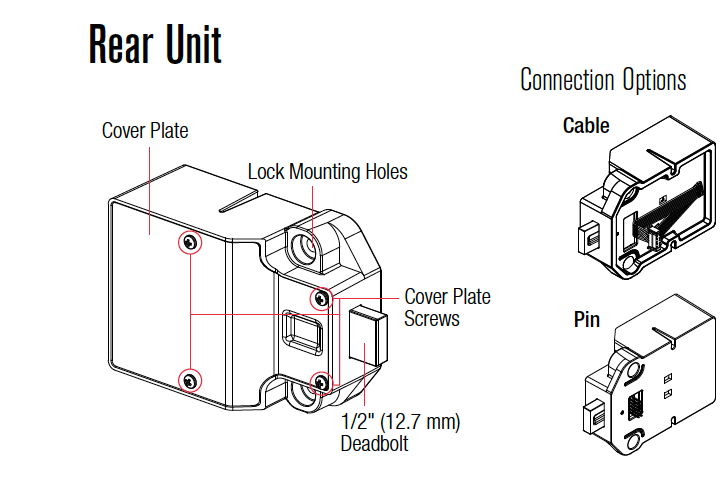 Rear Unit
Connection Options
Cable
Cover Plate
Lock Mounting Holes
Cover Plate
Screws
Pin
1/2" (12.7 mm)
Deadbolt